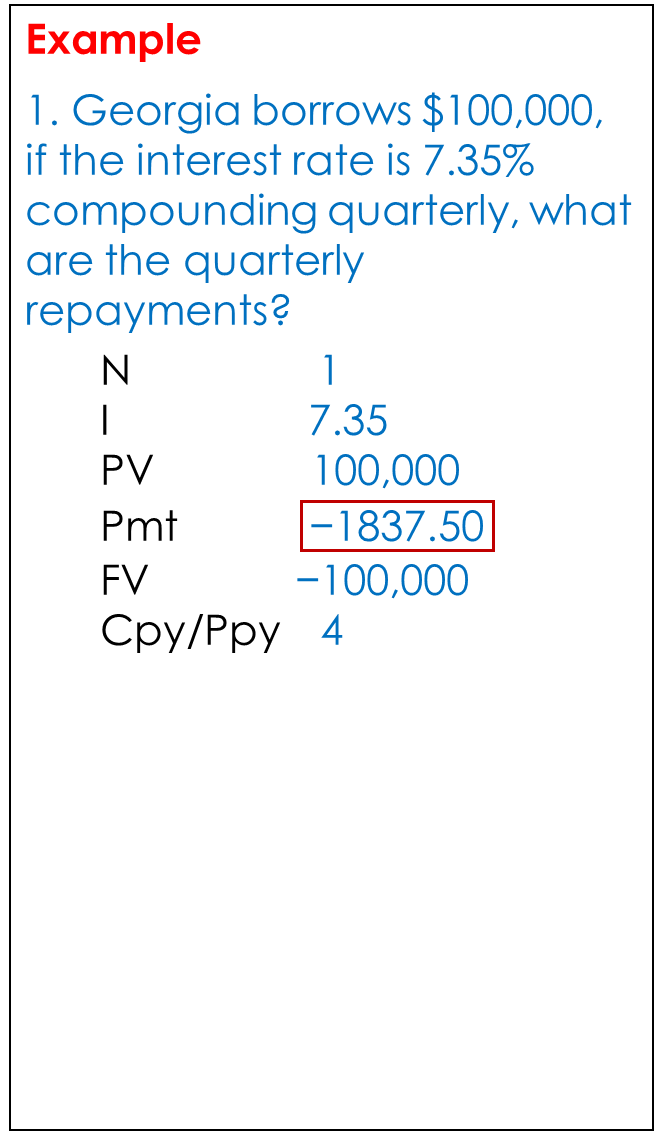 Example
1. Georgia borrows $100,000,
if the interest rate is 7.35%
compounding quarterly, what
are the quarterly
repayments?
N 1
I 7.35
PV 100,000
Pmt −1837.50
FV −100,000
Cpy/Ppy 4